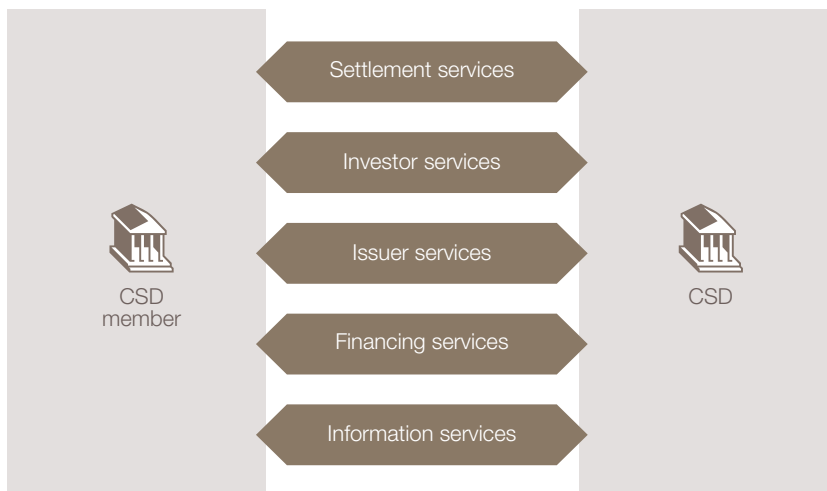 Settlement services
Investor services
Issuer services
Financing services
Information services
CSD
member
CSD